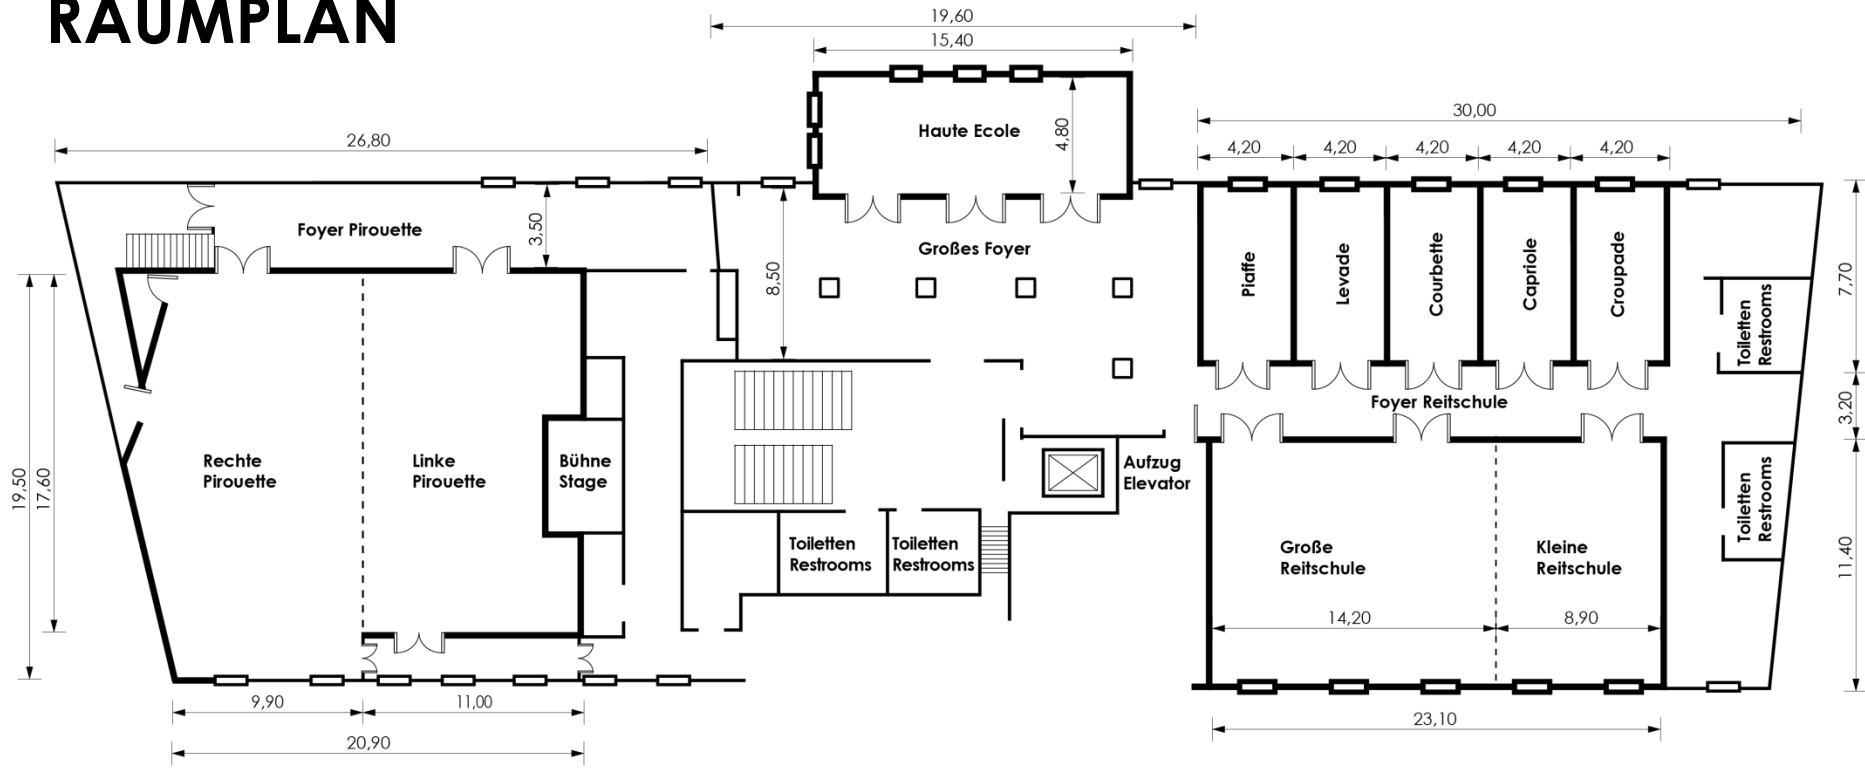 RAUMPLAN
19,60
15,40
30,00
26,80
4,20
4,20
4,20
4,20
4,20
Haute Ecole
4,80
Foyer Pirouette
3,50
Großes Foyer
8,50
Piaffe
Levade
Courbette
Capriole
Croupade
7,70
Toiletten
Restrooms
Foyer Reitschule
3,20
Rechte
Pirouette
Linke
Pirouette
Bühne
Stage
Aufzug
Elevator
19,50
17,60
Toiletten
Restrooms
Toiletten
Restrooms
Toiletten
Restrooms
Große
Reitschule
Kleine
Reitschule
11,40
14,20
8,90
9,90
11,00
23,10
20,90